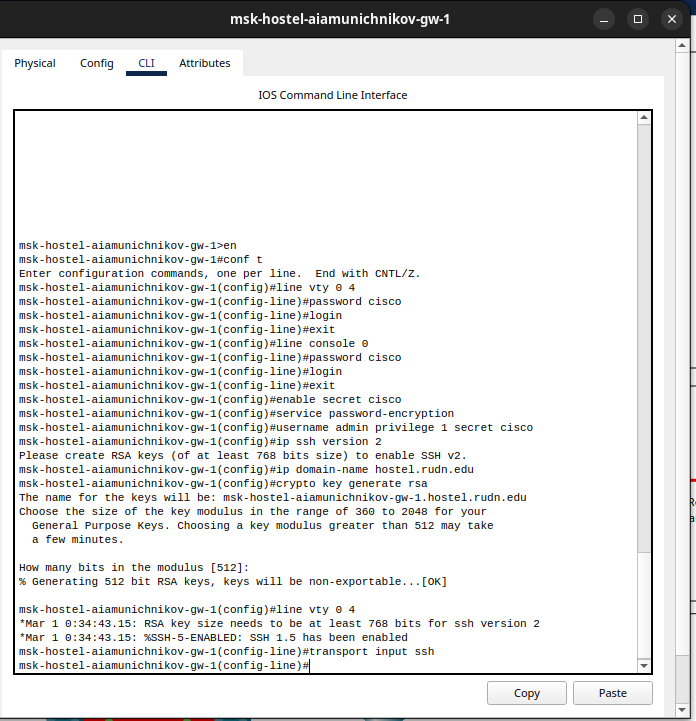 msk-hostel-aiamunichnikov-gw-1
Physical Config CLI Attributes
IOS Command Line Interface
msk-hostel-aiamunichnikov-gw-1>en
msk-hostel-aiamunichnikov-gw-1#conf t
Enter configuration commands, one per line.  End with CNTL/Z.
msk-hostel-aiamunichnikov-gw-1(config)#line vty 0 4
msk-hostel-aiamunichnikov-gw-1(config-line)#password cisco
msk-hostel-aiamunichnikov-gw-1(config-line)#login
msk-hostel-aiamunichnikov-gw-1(config-line)#exit
msk-hostel-aiamunichnikov-gw-1(config)#line console 0
msk-hostel-aiamunichnikov-gw-1(config-line)#password cisco
msk-hostel-aiamunichnikov-gw-1(config-line)#login
msk-hostel-aiamunichnikov-gw-1(config-line)#exit
msk-hostel-aiamunichnikov-gw-1(config)#enable secret cisco
msk-hostel-aiamunichnikov-gw-1(config)#service password-encryption
msk-hostel-aiamunichnikov-gw-1(config)#username admin privilege 1 secret cisco
msk-hostel-aiamunichnikov-gw-1(config)#ip ssh version 2
Please create RSA keys (of at least 768 bits size) to enable SSH v2.
msk-hostel-aiamunichnikov-gw-1(config)#ip domain-name hostel.rudn.edu
msk-hostel-aiamunichnikov-gw-1(config)#crypto key generate rsa
The name for the keys will be: msk-hostel-aiamunichnikov-gw-1.hostel.rudn.edu
Choose the size of the key modulus in the range of 360 to 2048 for your
General Purpose Keys. Choosing a key modulus greater than 512 may take
a few minutes.
How many bits in the modulus [512]:
% Generating 512 bit RSA keys, keys will be non-exportable...[OK]
msk-hostel-aiamunichnikov-gw-1(config)#line vty 0 4
*Mar 1 0:34:43.15: RSA key size needs to be at least 768 bits for ssh version 2
*Mar 1 0:34:43.15: %SSH-5-ENABLED: SSH 1.5 has been enabled
msk-hostel-aiamunichnikov-gw-1(config-line)#transport input ssh
msk-hostel-aiamunichnikov-gw-1(config-line)#
Copy Paste